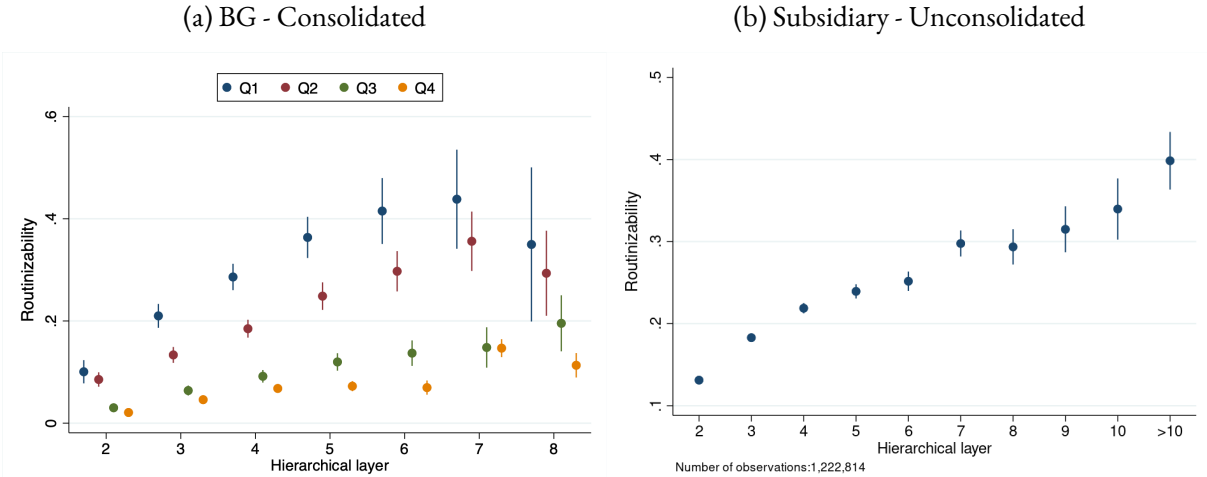 (a) BG - Consolidated
Q1 Q2 Q3 Q4
Routinizability
.6
.4
.2
0
2 3 4 5 6 7 8
Hierarchical layer
(b) Subsidiary - Unconsolidated
Routinizability
.5
.4
.3
.2
.1
2 3 4 5 6 7 8 9 10 >10
Hierarchical layer
Number of observations:1,222,814